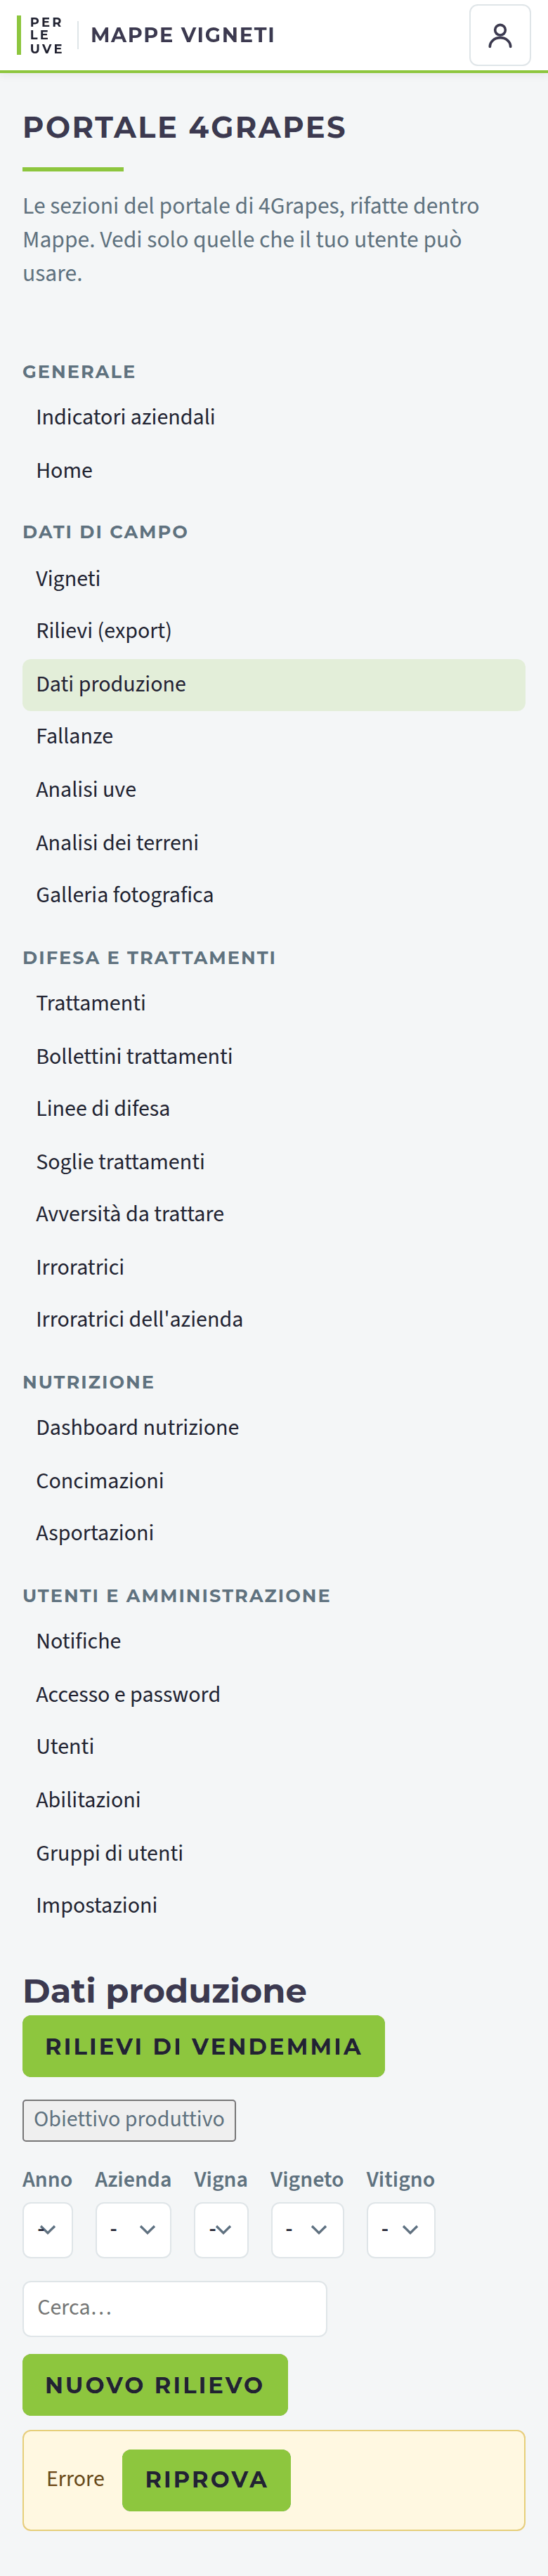 PER
LE
UVE
MAPPE VIGNETI
PORTALE 4GRAPES
Le sezioni del portale di 4Grapes, rifatte dentro
Mappe. Vedi solo quelle che il tuo utente può
usare.
GENERALE
Indicatori aziendali
Home
DATI DI CAMPO
Vigneti
Rilievi (export)
Dati produzione
Fallanze
Analisi uve
Analisi dei terreni
Galleria fotografica
DIFESA E TRATTAMENTI
Trattamenti
Bollettini trattamenti
Linee di difesa
Soglie trattamenti
Avversità da trattare
Irroratrici
Irroratrici dell'azienda
NUTRIZIONE
Dashboard nutrizione
Concimazioni
Asportazioni
UTENTI E AMMINISTRAZIONE
Notifiche
Accesso e password
Utenti
Abilitazioni
Gruppi di utenti
Impostazioni
Dati produzione
RILIEVI DI VENDEMMIA
Obiettivo produttivo
Anno Azienda Vigna Vigneto Vitigno
- - - - -
Cerca...
NUOVO RILIEVO
Errore RIPROVA